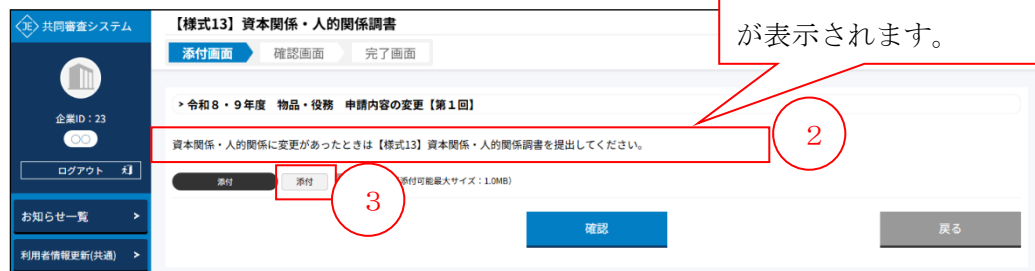 JE 共同審査システム
企業ID：23
○○
ログアウト
お知らせ一覧 >
利用者情報更新(共通) >
【様式13】資本関係・人的関係調書
添付画面 確認画面 完了画面
が表示されます。
> 令和８・９年度 物品・役務 申請内容の変更【第１回】
資本関係・人的関係に変更があったときは【様式13】資本関係・人的関係調書を提出してください。
2
添付 添付 添付可能最大サイズ：1.0MB)
3
確認 戻る